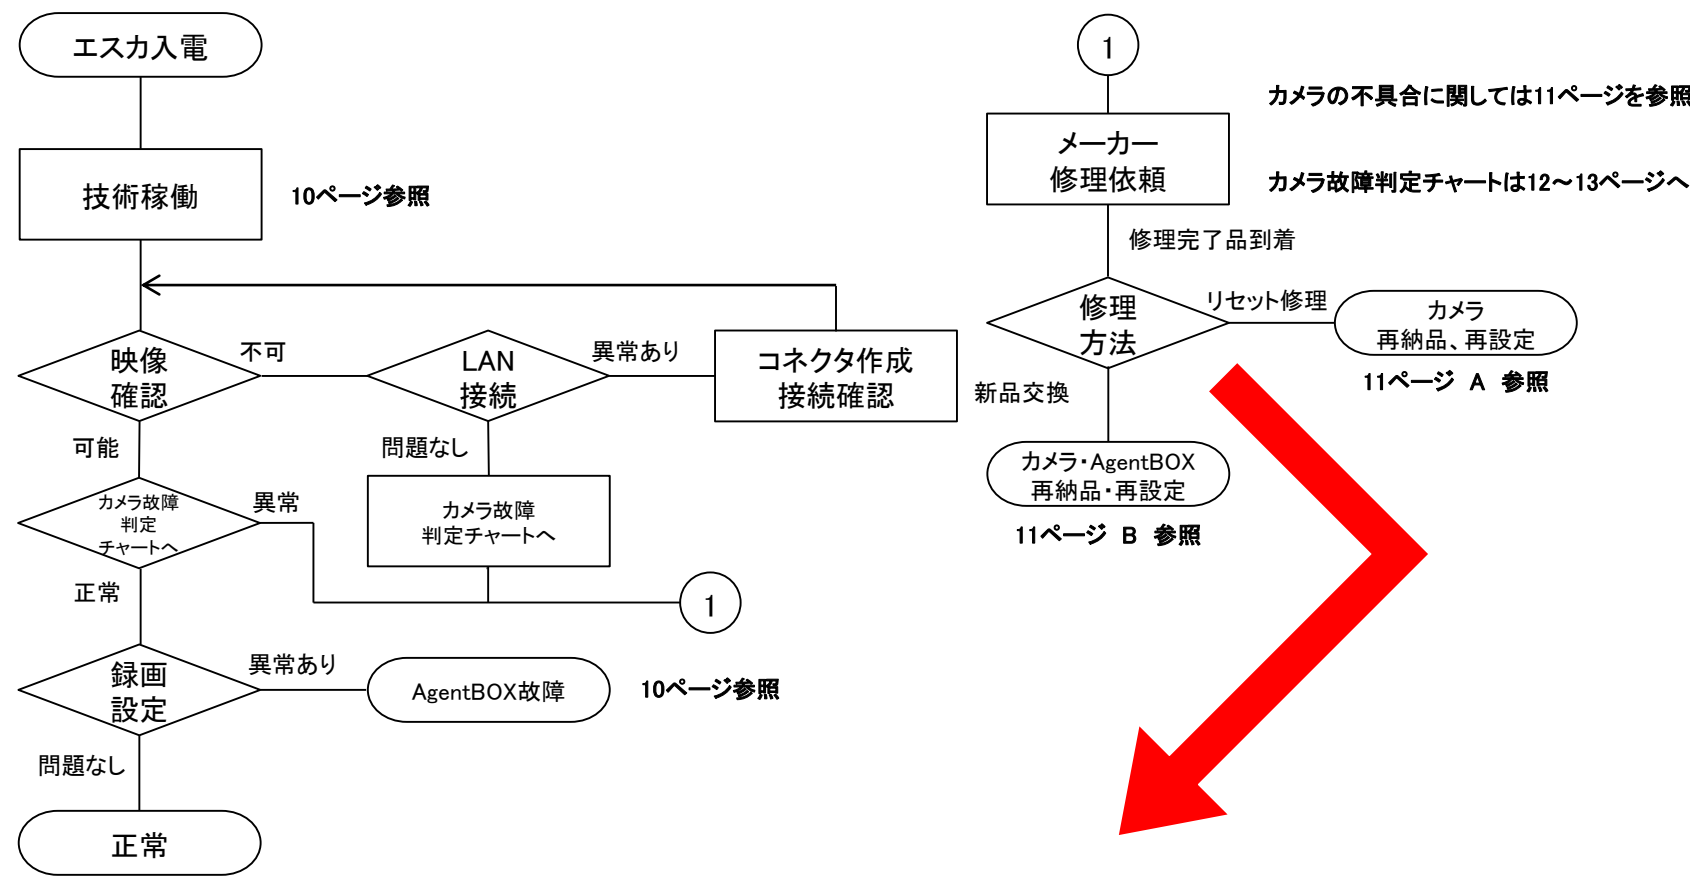 エスカ入電
技術稼働
10ページ参照
映像
確認
不可
LAN
接続
異常あり
コネクタ作成
接続確認
可能
問題なし
カメラ故障
判定
チャートへ
異常
カメラ故障
判定チャートへ
正常
1
録画
設定
異常あり
AgentBOX故障
10ページ参照
問題なし
正常
1
カメラの不具合に関しては11ページを参照
メーカー
修理依頼
カメラ故障判定チャートは12～13ページへ
修理完了品到着
修理
方法
リセット修理
カメラ
再納品、再設定
11ページ A 参照
新品交換
カメラ・AgentBOX
再納品・再設定
11ページ B 参照